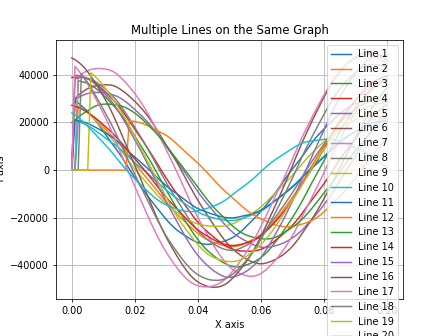 Multiple Lines on the Same Graph
40000
20000
0
−20000
−40000
0.00
0.02
0.04
0.06
X axis
Line 1
Line 2
Line 3
Line 4
Line 5
Line 6
Line 7
Line 8
Line 9
Line 10
Line 11
Line 12
Line 13
Line 14
Line 15
Line 16
Line 17
Line 18
Line 19
Line 20